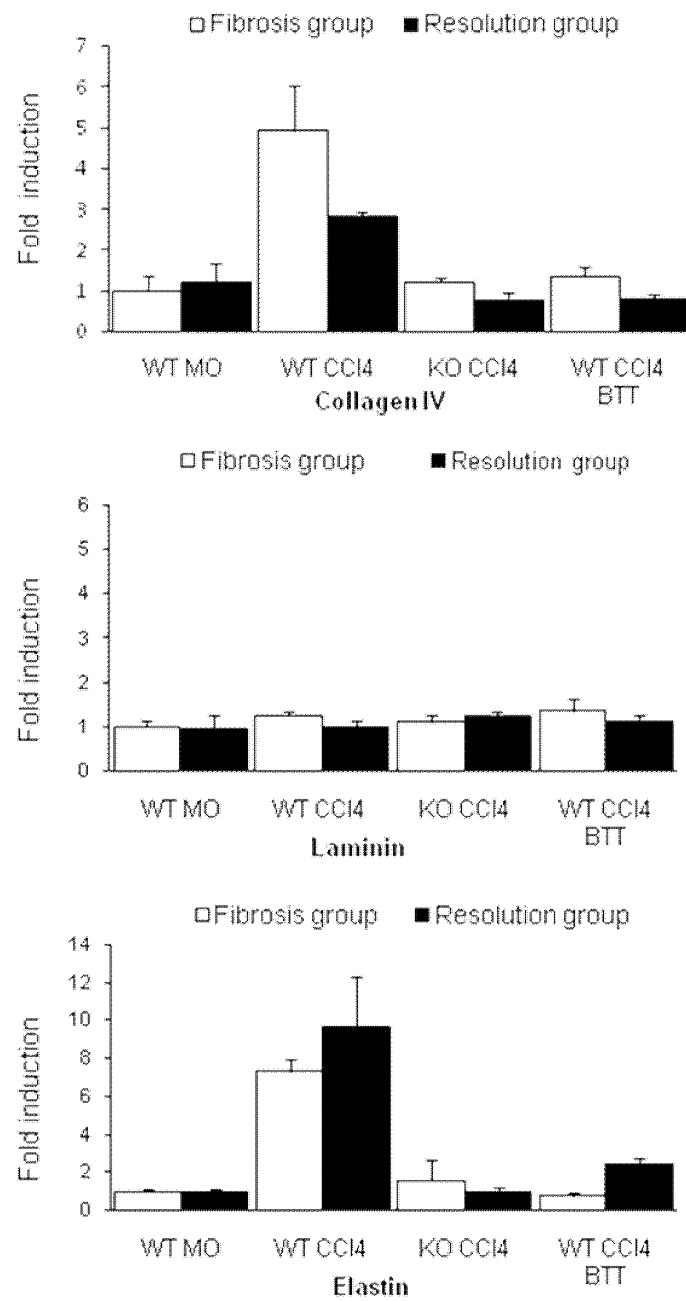 Fibrosis group Resolution group
7
6
5
4
3
2
1
0
Fold induction
WT MO WT CCl4 KO CCl4 WT CCl4 BTT
Collagen IV
Fibrosis group Resolution group
6
5
4
3
2
1
0
Fold induction
WT MO WT CCl4 KO CCl4 WT CCl4 BTT
Laminin
Fibrosis group Resolution group
14
12
10
8
6
4
2
0
Fold induction
WT MO WT CCl4 KO CCl4 WT CCl4 BTT
Elastin